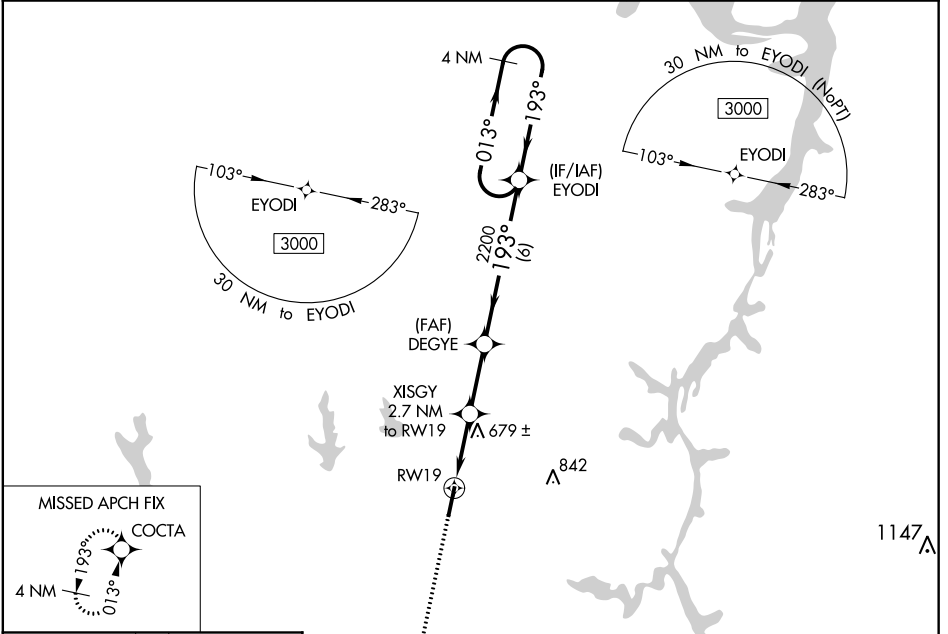 4 NM
013°
193°
30 NM to EYODI (NoPT)
3000
103°
EYODI
283°
(IF/IAF)
EYODI
103°
EYODI
283°
3000
30 NM to EYODI
2200
193°
(6)
(FAF)
DEGYE
XISGY
2.7 NM
to RW19
679 ±
RW19
842
1147
MISSED APCH FIX
COCTA
193°
4 NM
013°